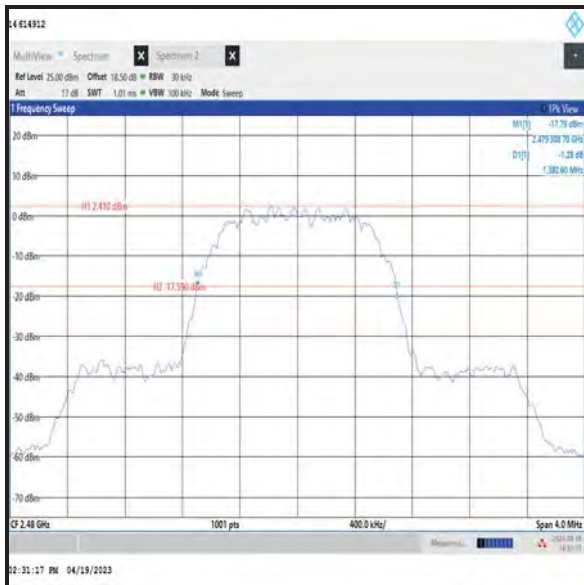 14 614912
MultiView Spectrum X Spectrum 2 X
Ref Level 25.00 dBm Offset 18.50 dB RBW 30 kHz
Att 17 dB SWT 1.01 ms VBW 100 kHz Mode Sweep
1 Frequency Sweep 1Pk View
M1[1] -17.75 dBm
20 dBm
2.479 308 70 GHz
D1[1] -1.28 dB
1.382 60 MHz
10 dBm
H1 2.410 dBm
0 dBm
-10 dBm
M1
-20 dBm
H2 -17.590 dBm
-30 dBm
-40 dBm
-50 dBm
-60 dBm
-70 dBm
CF 2.48 GHz 1001 pts 400.0 kHz/ Span 4.0 MHz
02:31:17 PM 04/19/2023